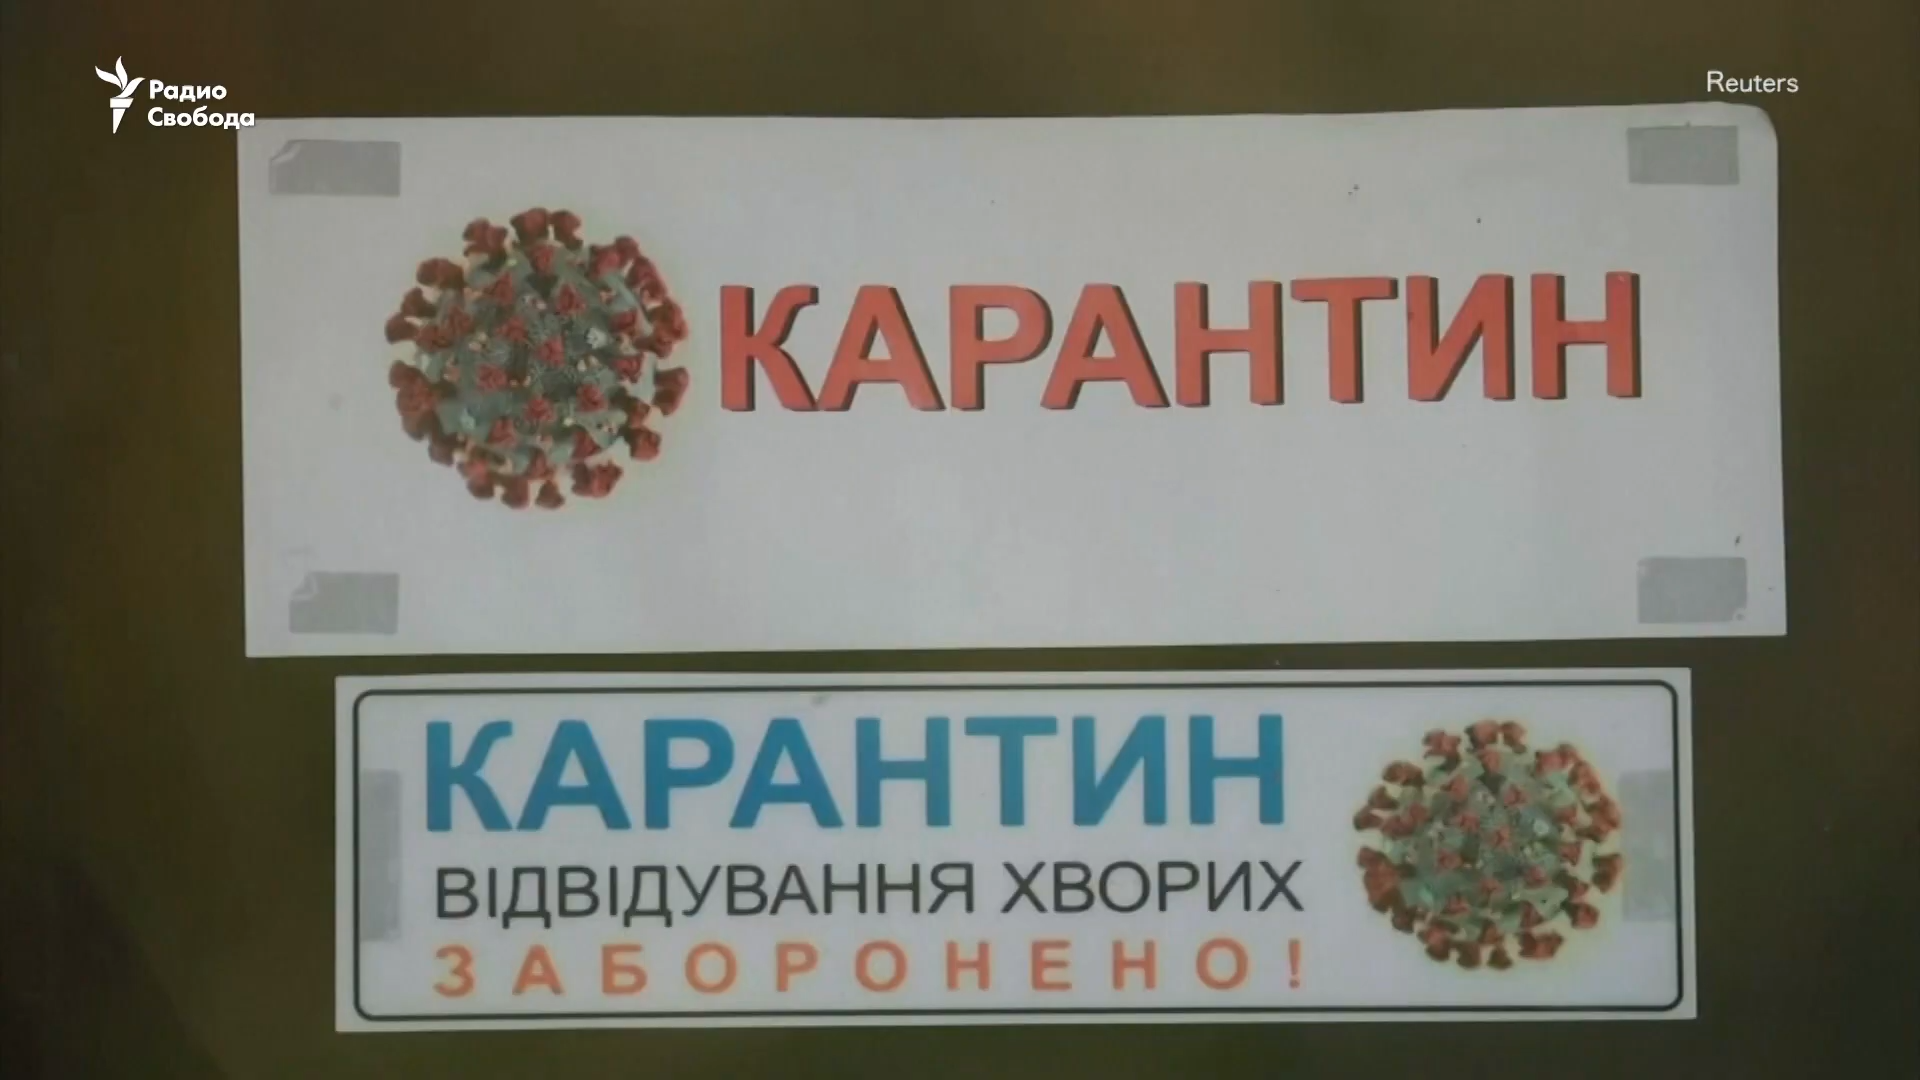 Радио
Свобода
Reuters
КАРАНТИН
КАРАНТИН
ВІДВІДУВАННЯ ХВОРИХ
ЗАБОРОНЕНО!